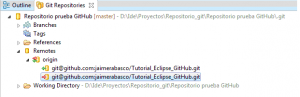 Outline Git Repositories
Repositorio prueba GitHub [master] - D:\Ide\Proyectos\Repositorio_git\Repositorio prueba GitHub\.git
Branches
Tags
References
Remotes
origin
git@github.com/jaimerabasco/Tutorial_Eclipse_GitHub.git
git@github.com/jaimerabasco/Tutorial_Eclipse_GitHub.git
Working Directory - D:\Ide\Proyectos\Repositorio_git\Repositorio prueba GitHub